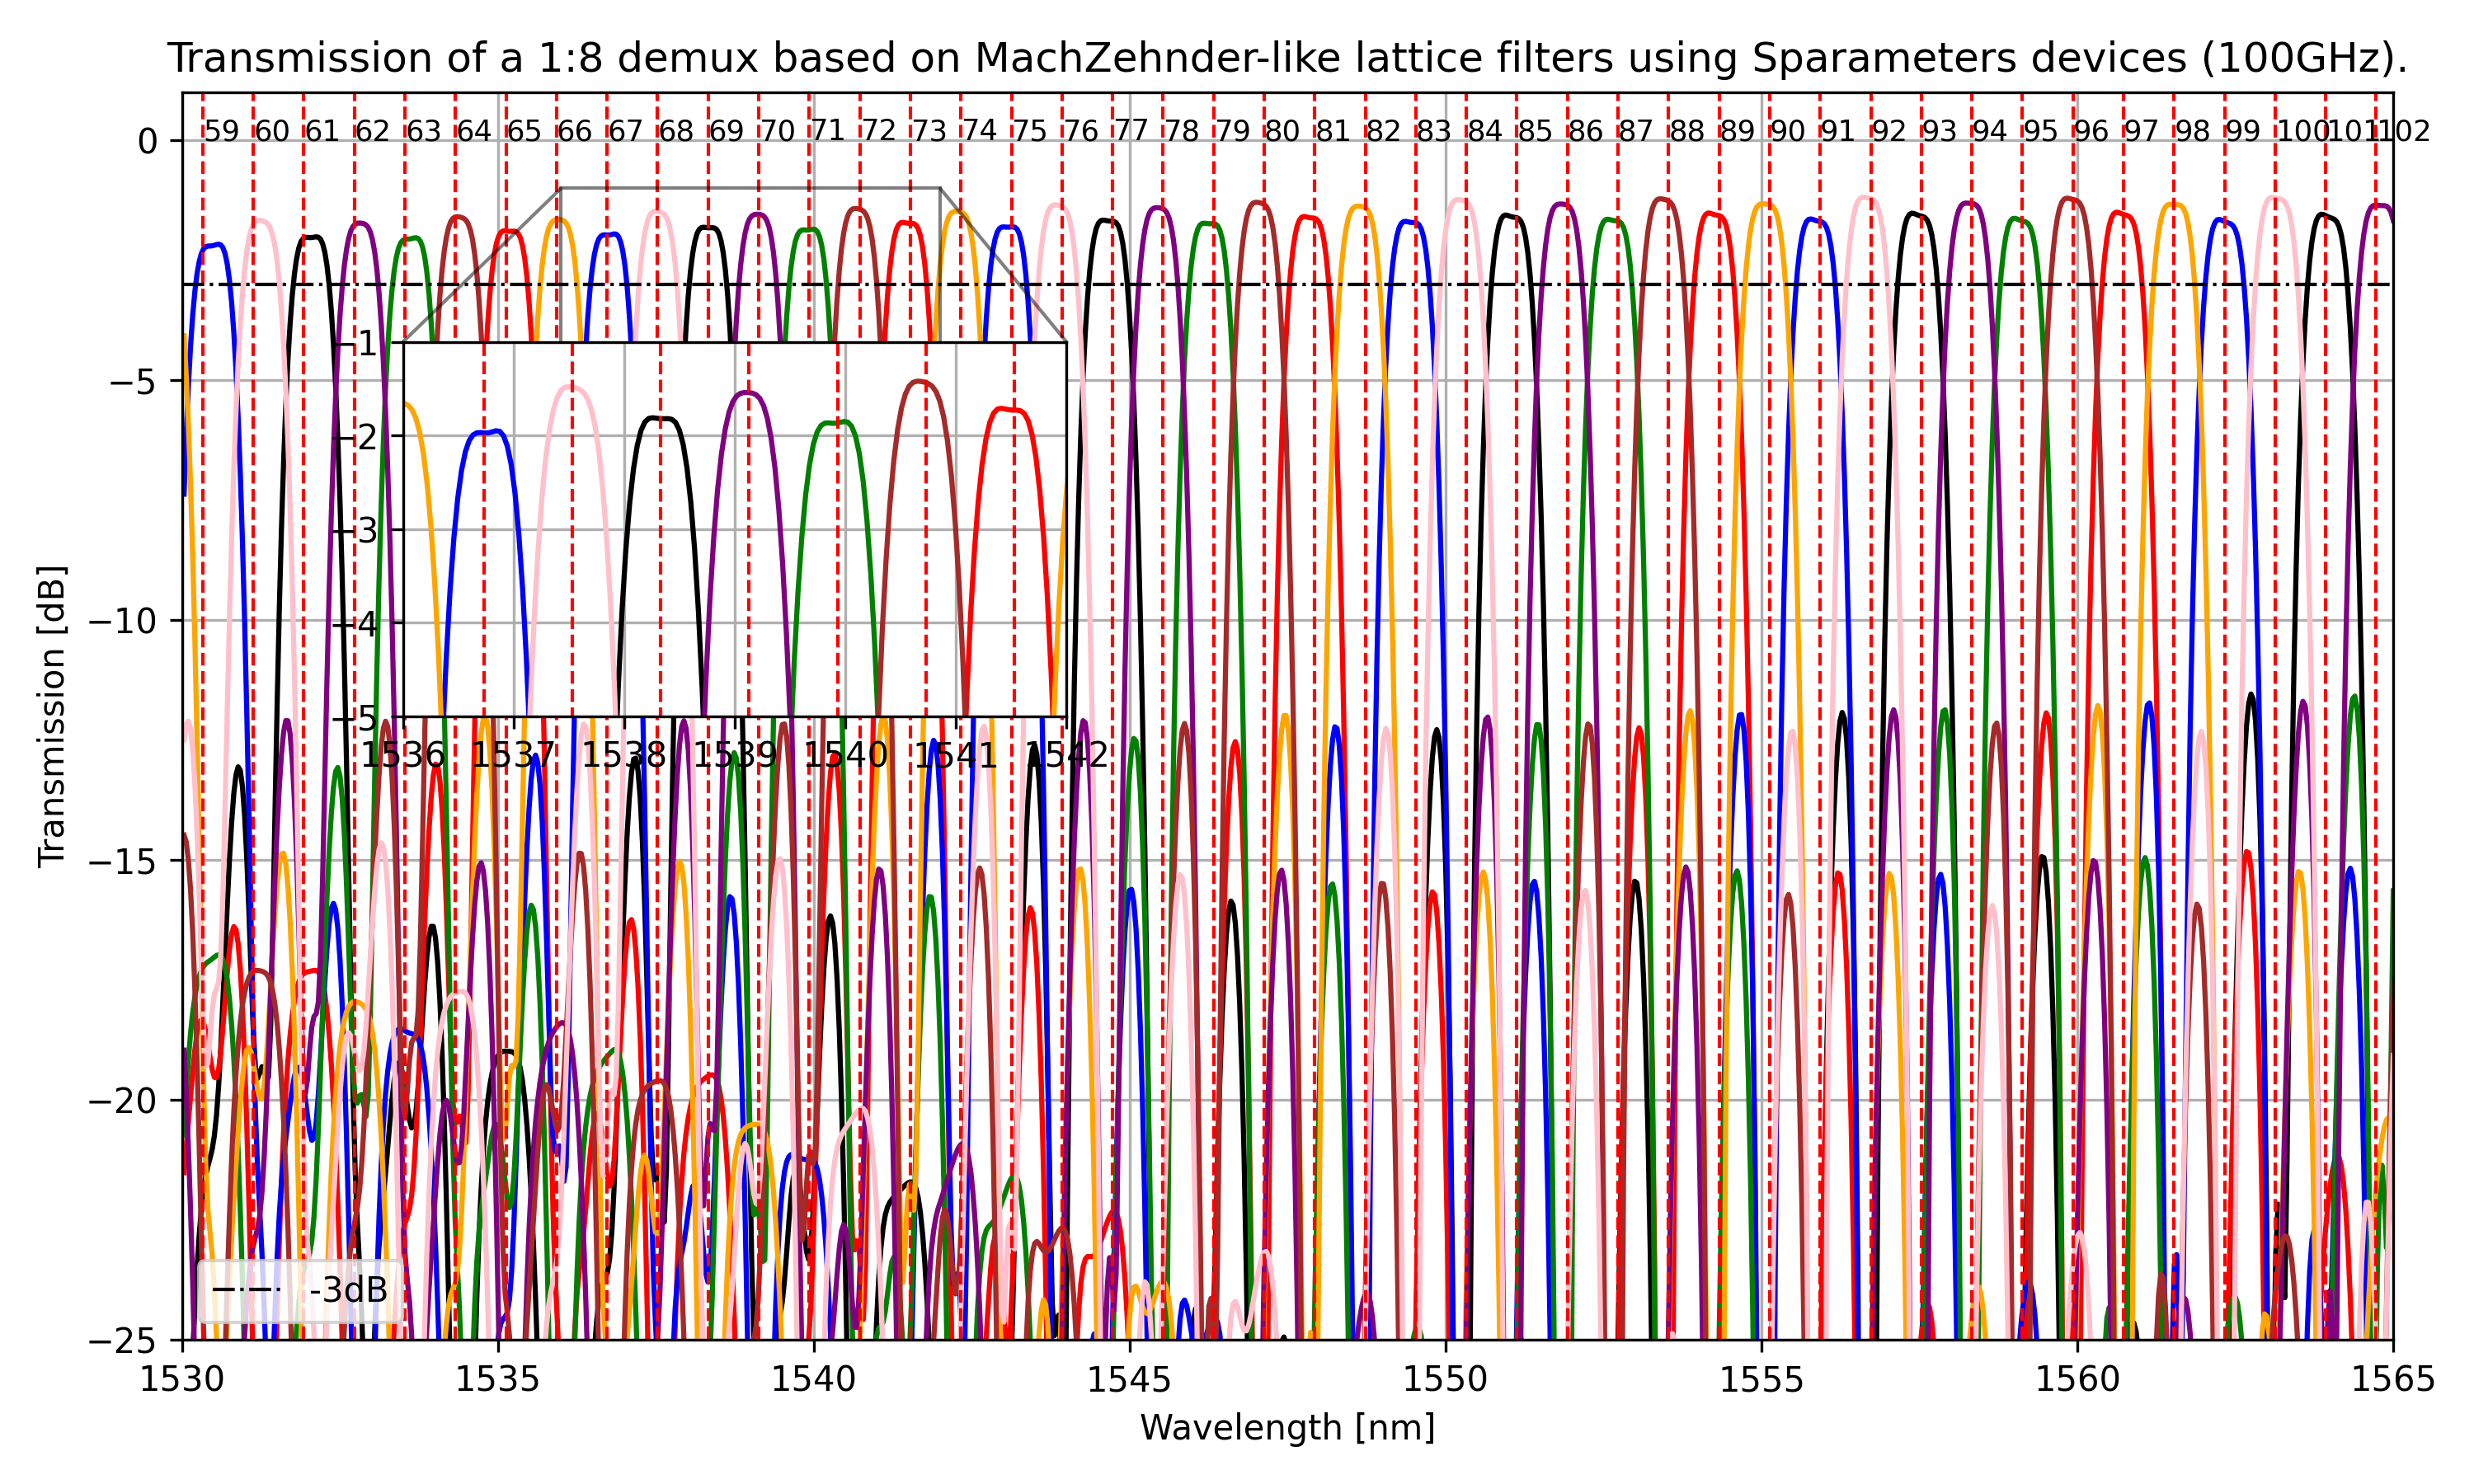 Transmission of a 1:8 demux based on MachZehnder-like lattice filters using Sparameters devices (100GHz).
59 60 61 62 63 64 65 66 67 68 69 70 71 72 73 74 75 76 77 78 79 80 81 82 83 84 85 86 87 88 89 90 91 92 93 94 95 96 97 98 99 100 101 102
0
−5
−10
−15
−20
−25
Transmission [dB]
−1
−2
−3
−4
−5
1536 1537 1538 1539 1540 1541 1542
-3dB
1530 1535 1540 1545 1550 1555 1560 1565
Wavelength [nm]